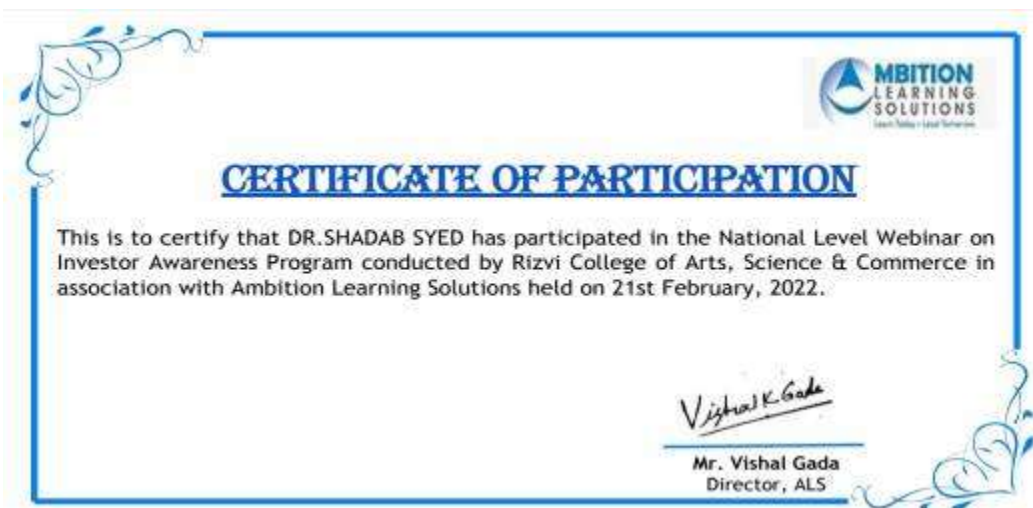 AMBITION
LEARNING
SOLUTIONS
CERTIFICATE OF PARTICIPATION
This is to certify that DR.SHADAB SYED has participated in the National Level Webinar on
Investor Awareness Program conducted by Rizvi College of Arts, Science & Commerce in
association with Ambition Learning Solutions held on 21st February, 2022.
Vishal K Gada
Mr. Vishal Gada
Director, ALS